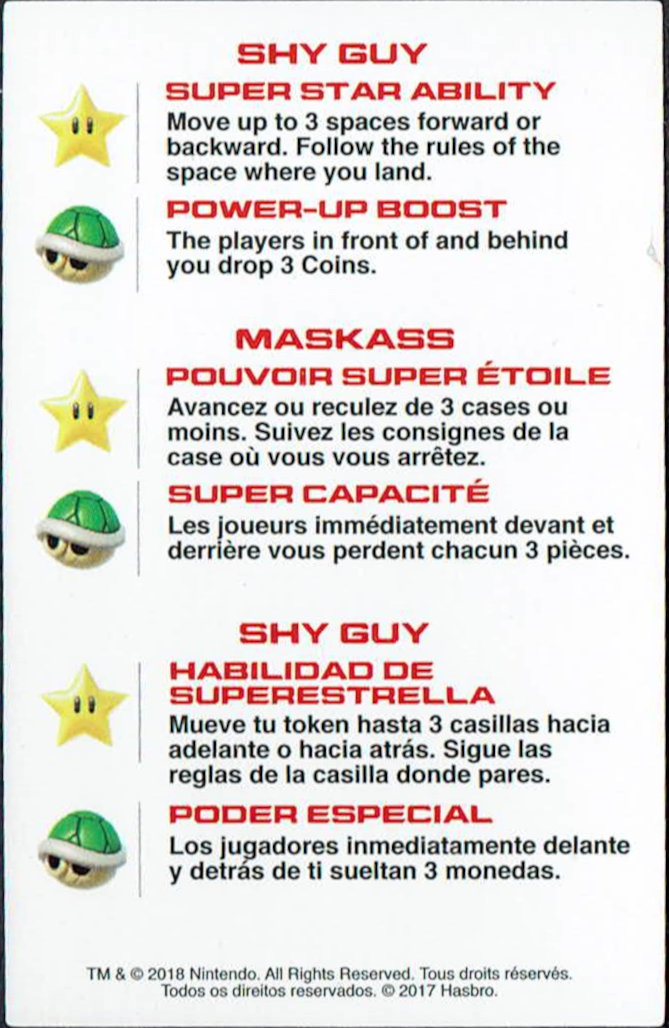 SHY GUY
SUPER STAR ABILITY
Move up to 3 spaces forward or
backward. Follow the rules of the
space where you land.
POWER-UP BOOST
The players in front of and behind
you drop 3 Coins.
MASKASS
POUVOIR SUPER ÉTOILE
Avancez ou reculez de 3 cases ou
moins. Suivez les consignes de la
case où vous vous arrêtez.
SUPER CAPACITÉ
Les joueurs immédiatement devant et
derrière vous perdent chacun 3 pièces.
SHY GUY
HABILIDAD DE
SUPERESTRELLA
Mueve tu token hasta 3 casillas hacia
adelante o hacia atrás. Sigue las
reglas de la casilla donde pares.
PODER ESPECIAL
Los jugadores inmediatamente delante
y detrás de ti sueltan 3 monedas.
TM & © 2018 Nintendo. All Rights Reserved. Tous droits réservés.
Todos os direitos reservados. © 2017 Hasbro.